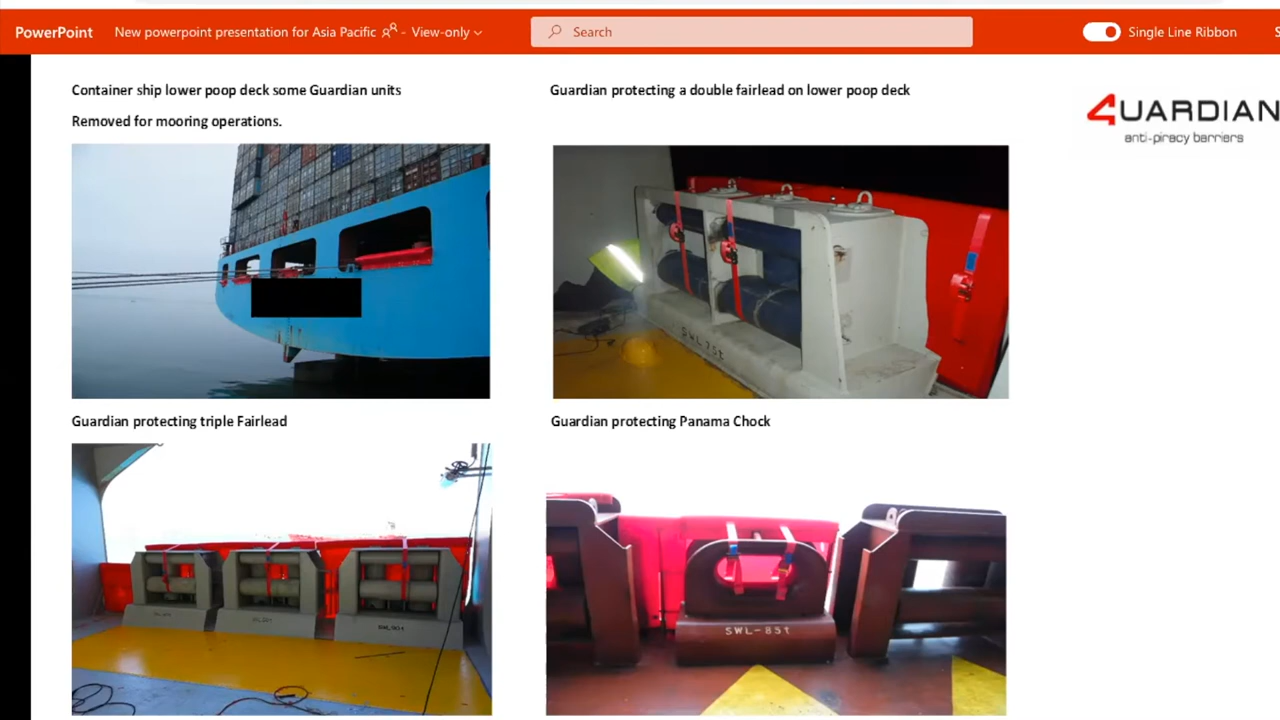 PowerPoint New powerpoint presentation for Asia Pacific - View-only Search Single Line Ribbon
Container ship lower poop deck some Guardian units
Removed for mooring operations.
Guardian protecting a double fairlead on lower poop deck
4UARDIAN
anti-piracy barriers
SWL 75t
Guardian protecting triple Fairlead
Guardian protecting Panama Chock
SWL-85t